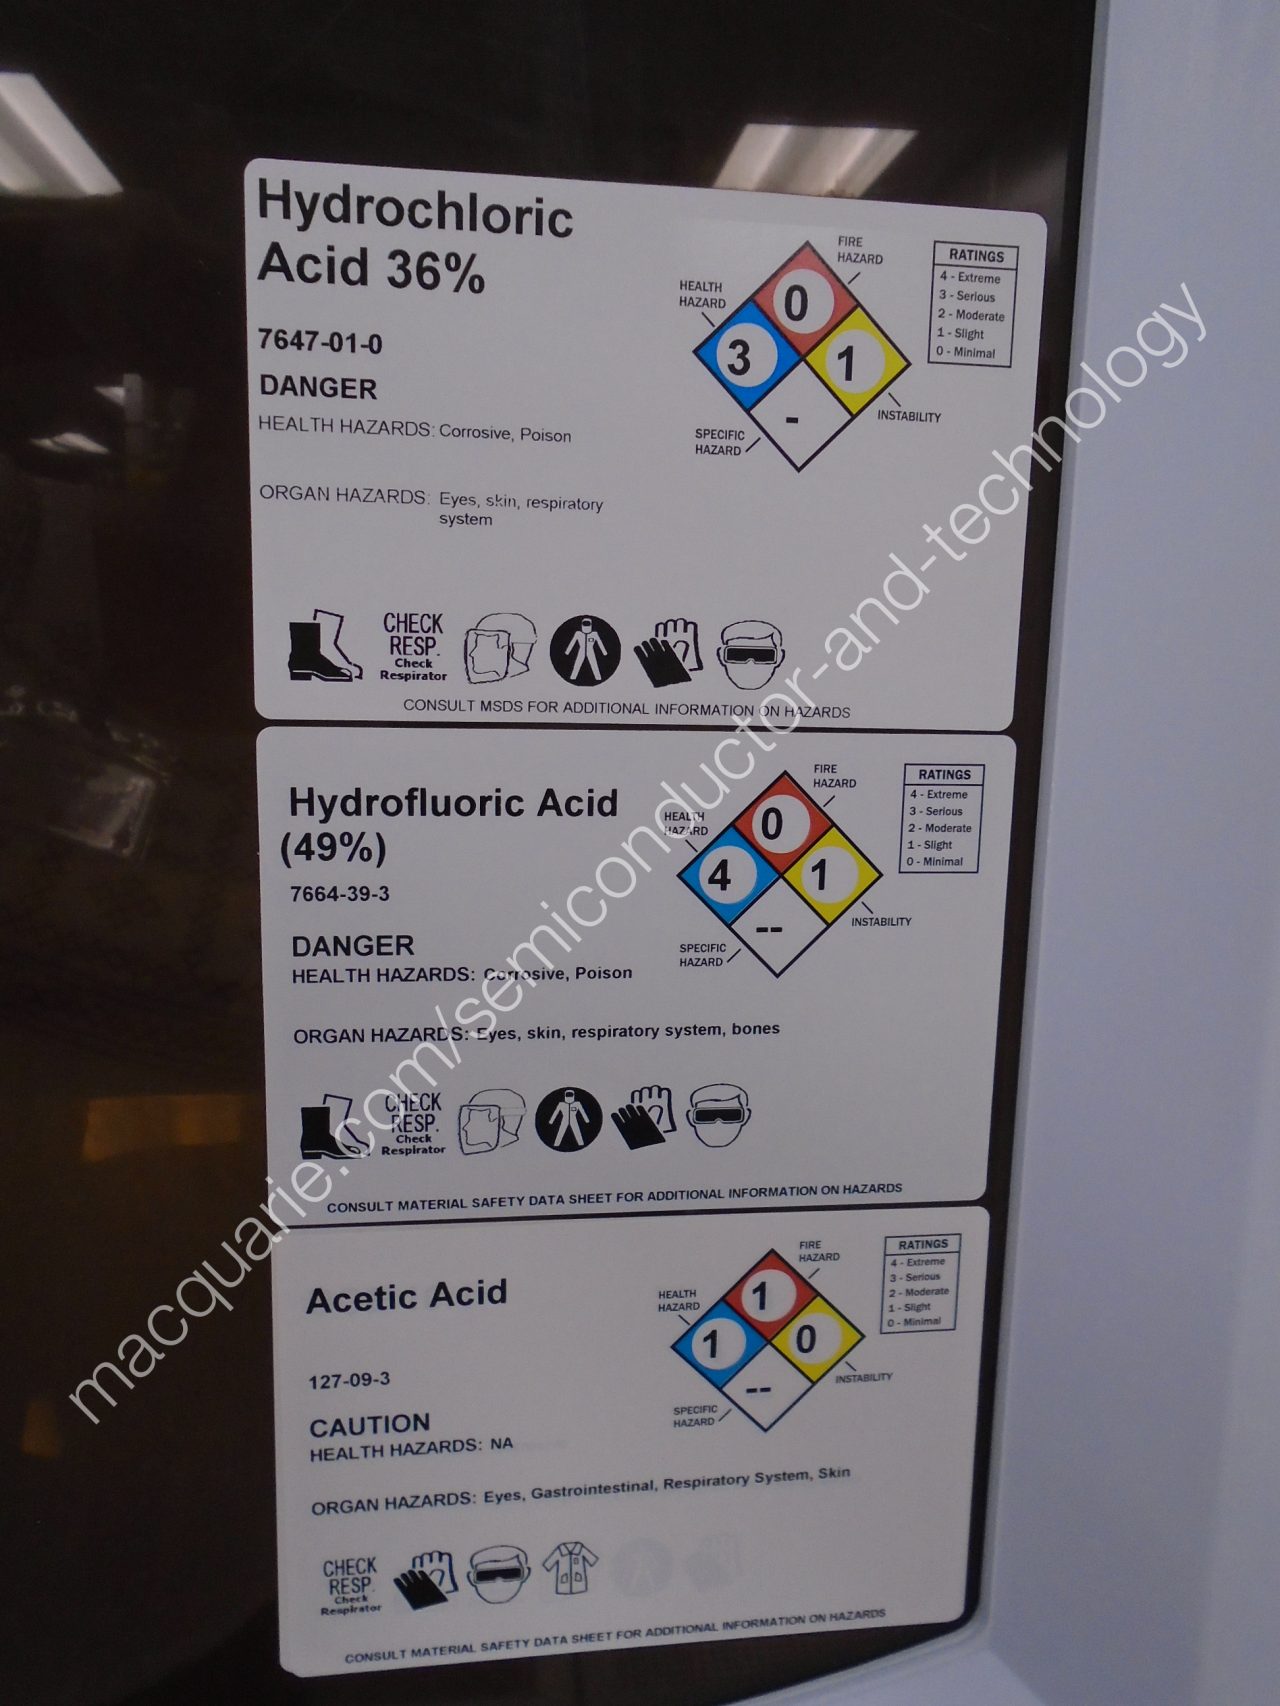 Hydrochloric
Acid 36%
7647-01-0
DANGER
HEALTH HAZARDS: Corrosive, Poison
ORGAN HAZARDS: Eyes, skin, respiratory
system
FIRE
HAZARD
HEALTH
HAZARD
0
3
1
-
INSTABILITY
SPECIFIC
HAZARD
RATINGS
4 - Extreme
3 - Serious
2 - Moderate
1 - Slight
0 - Minimal
CHECK
RESP.
Check
Respirator
CONSULT MSDS FOR ADDITIONAL INFORMATION ON HAZARDS
Hydrofluoric Acid
(49%)
7664-39-3
DANGER
HEALTH HAZARDS: Corrosive, Poison
ORGAN HAZARDS: Eyes, skin, respiratory system, bones
FIRE
HAZARD
HEALTH
HAZARD
0
4
1
--
INSTABILITY
SPECIFIC
HAZARD
RATINGS
4 - Extreme
3 - Serious
2 - Moderate
1 - Slight
0 - Minimal
CHECK
RESP.
Check
Respirator
CONSULT MATERIAL SAFETY DATA SHEET FOR ADDITIONAL INFORMATION ON HAZARDS
Acetic Acid
127-09-3
CAUTION
HEALTH HAZARDS: NA
ORGAN HAZARDS: Eyes, Gastrointestinal, Respiratory System, Skin
FIRE
HAZARD
HEALTH
HAZARD
1
1
0
--
INSTABILITY
SPECIFIC
HAZARD
RATINGS
4 - Extreme
3 - Serious
2 - Moderate
1 - Slight
0 - Minimal
CHECK
RESP.
Check
Respirator
CONSULT MATERIAL SAFETY DATA SHEET FOR ADDITIONAL INFORMATION ON HAZARDS
macquarie.com/semiconductor-and-technology